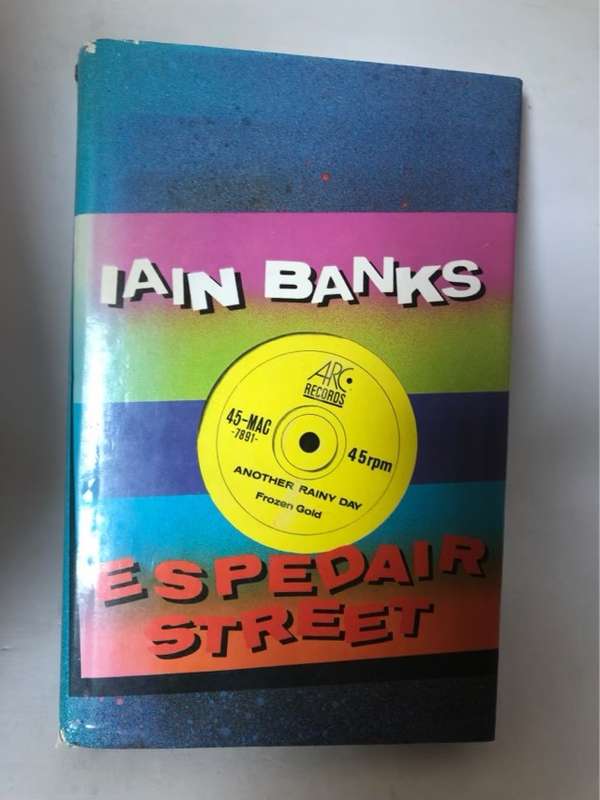 IAIN BANKS
ARC
RECORDS
45-MAC
-7891-
45rpm
ANOTHER RAINY DAY
Frozen Gold
ESPEDAIR
STREET